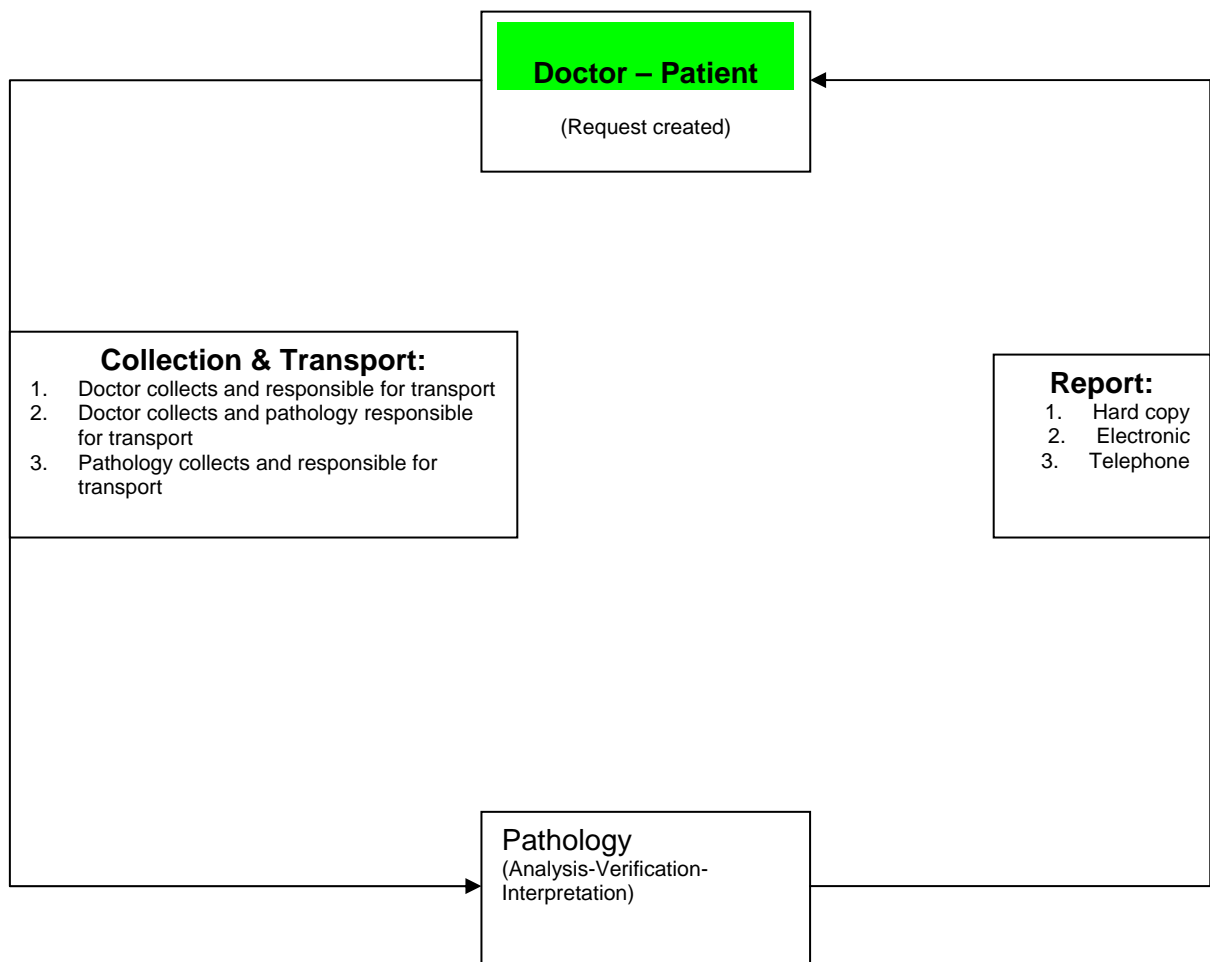 Doctor – Patient
(Request created)
Collection & Transport:
1. Doctor collects and responsible for transport
2. Doctor collects and pathology responsible
for transport
3. Pathology collects and responsible for
transport
Report:
1. Hard copy
2. Electronic
3. Telephone
Pathology
(Analysis-Verification-
Interpretation)